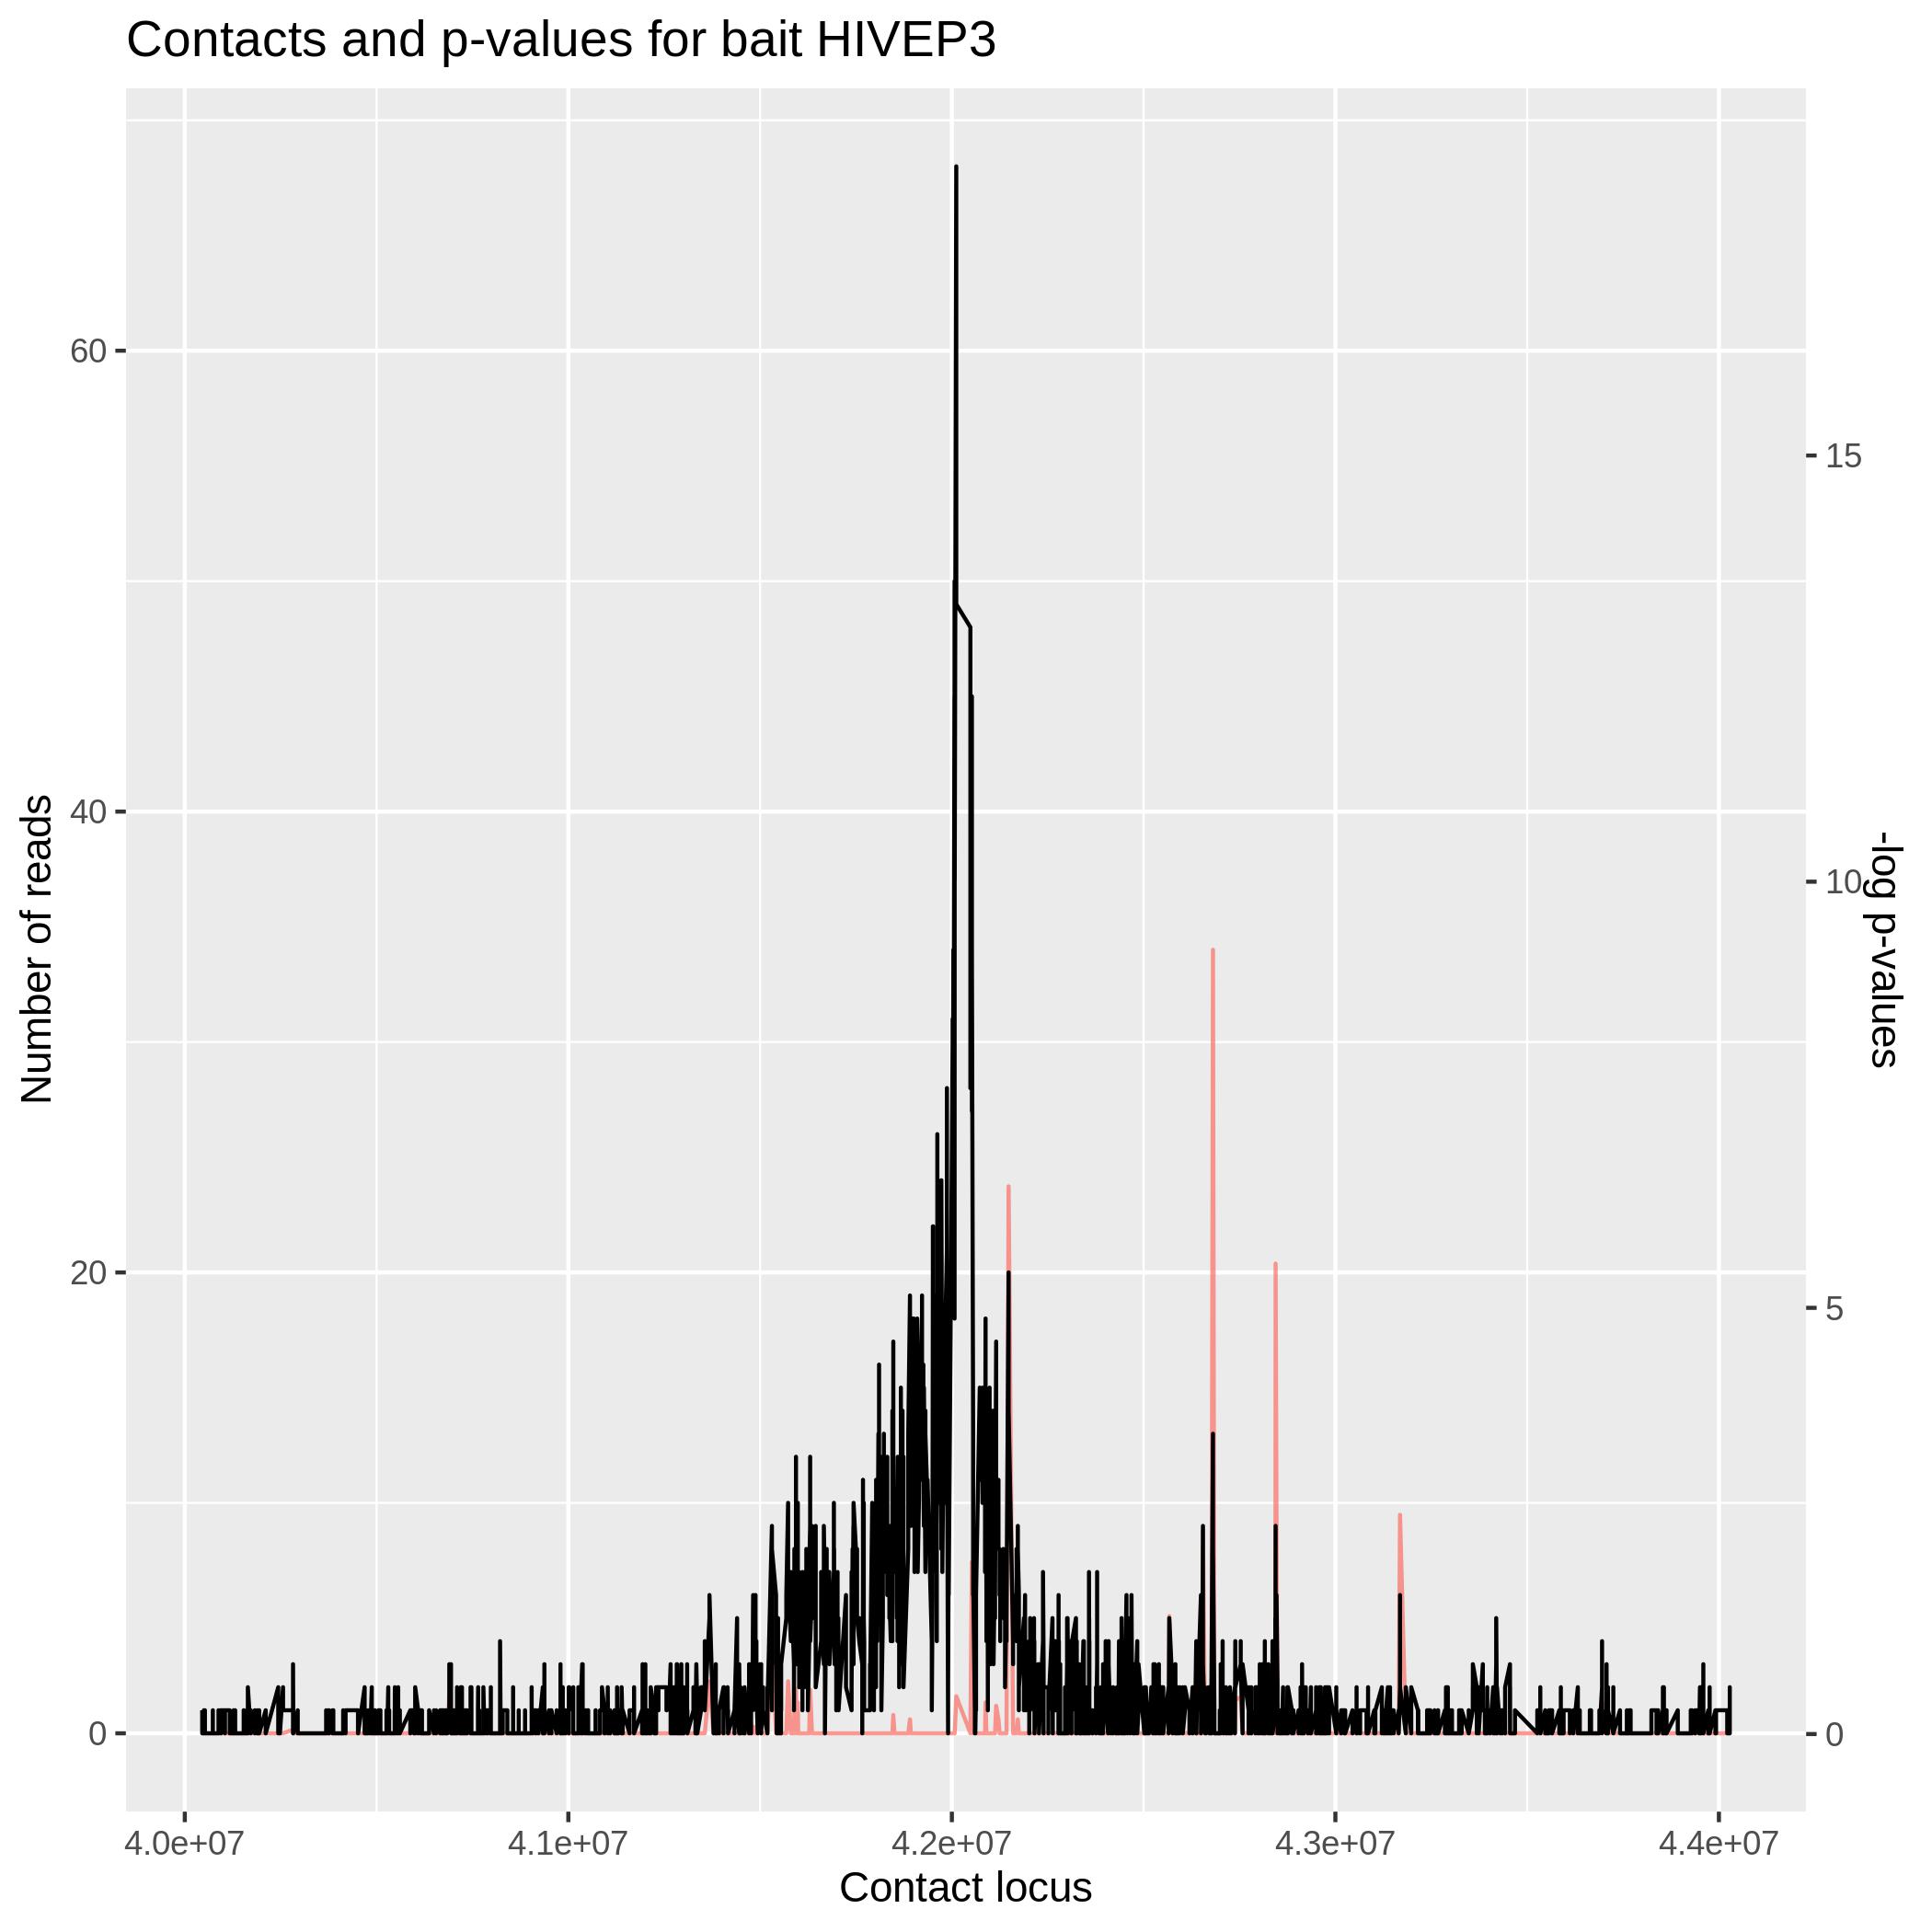 Contacts and p-values for bait HIVEP3
Number of reads
60
40
20
0
15
10
5
0
-log p-values
4.0e+07 4.1e+07 4.2e+07 4.3e+07 4.4e+07
Contact locus